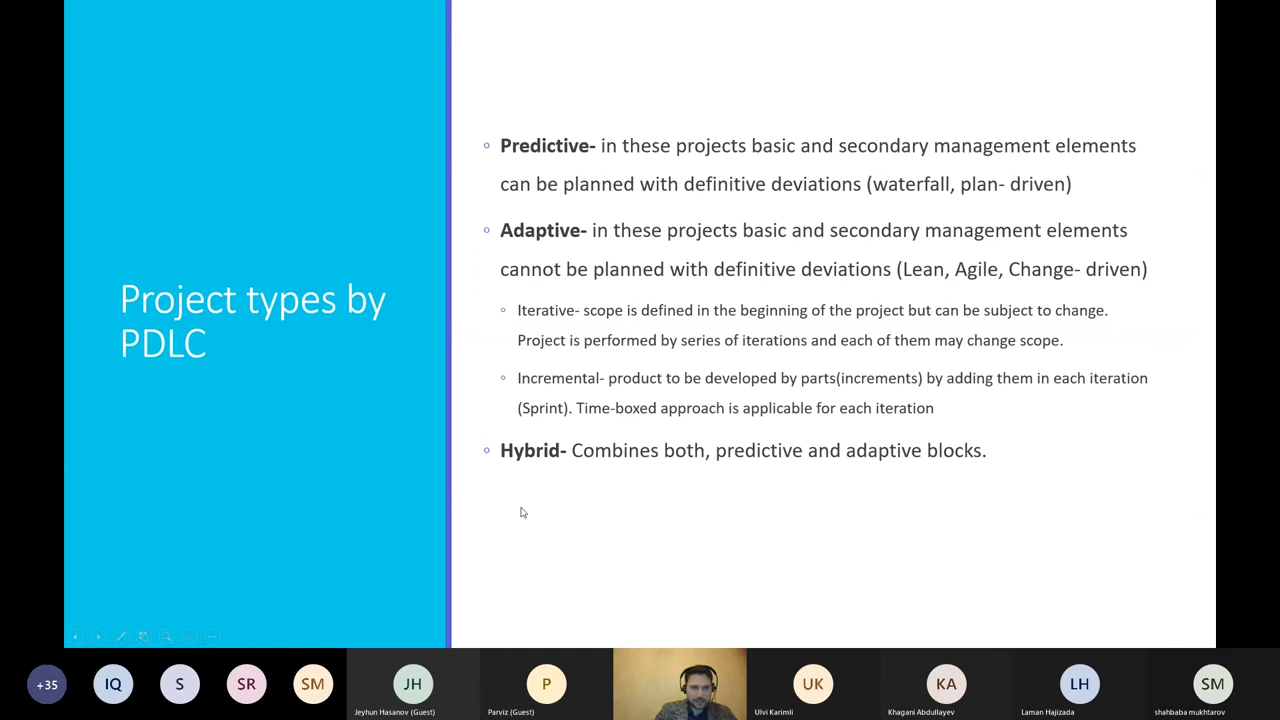 Project types by
PDLC
Predictive- in these projects basic and secondary management elements
can be planned with definitive deviations (waterfall, plan- driven)
Adaptive- in these projects basic and secondary management elements
cannot be planned with definitive deviations (Lean, Agile, Change- driven)
Iterative- scope is defined in the beginning of the project but can be subject to change.
Project is performed by series of iterations and each of them may change scope.
Incremental- product to be developed by parts(increments) by adding them in each iteration
(Sprint). Time-boxed approach is applicable for each iteration
Hybrid- Combines both, predictive and adaptive blocks.
+35
IQ
S
SR
SM
JH
Jeyhun Hasanov (Guest)
P
Parviz (Guest)
UK
Ulvi Karimli
KA
Khagani Abdullayev
LH
Laman Hajizada
SM
shahbaba mukhtarov